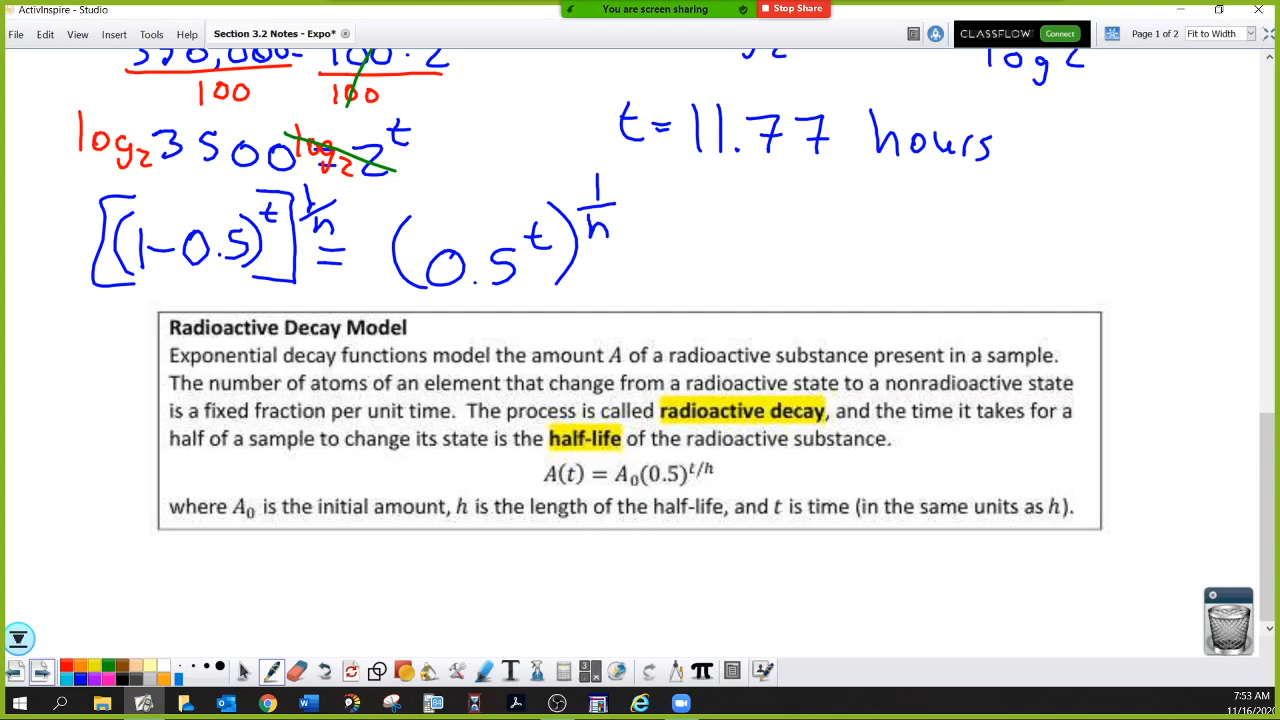 ActivInspire - Studio
You are screen sharing
Stop Share
File Edit View Insert Tools Help
Section 3.2 Notes - Expo*
CLASSFLOW Connect
Page 1 of 2 Fit to Width
100 · 2
log 2
100 100
log₂ 3500 = log₂ 2^t
t = 11.77 hours
[(1-0.5)^t]^1/h = (0.5^t)^1/h
Radioactive Decay Model
Exponential decay functions model the amount A of a radioactive substance present in a sample.
The number of atoms of an element that change from a radioactive state to a nonradioactive state
is a fixed fraction per unit time. The process is called radioactive decay, and the time it takes for a
half of a sample to change its state is the half-life of the radioactive substance.
A(t) = A₀(0.5)^t/h
where A₀ is the initial amount, h is the length of the half-life, and t is time (in the same units as h).
7:53 AM